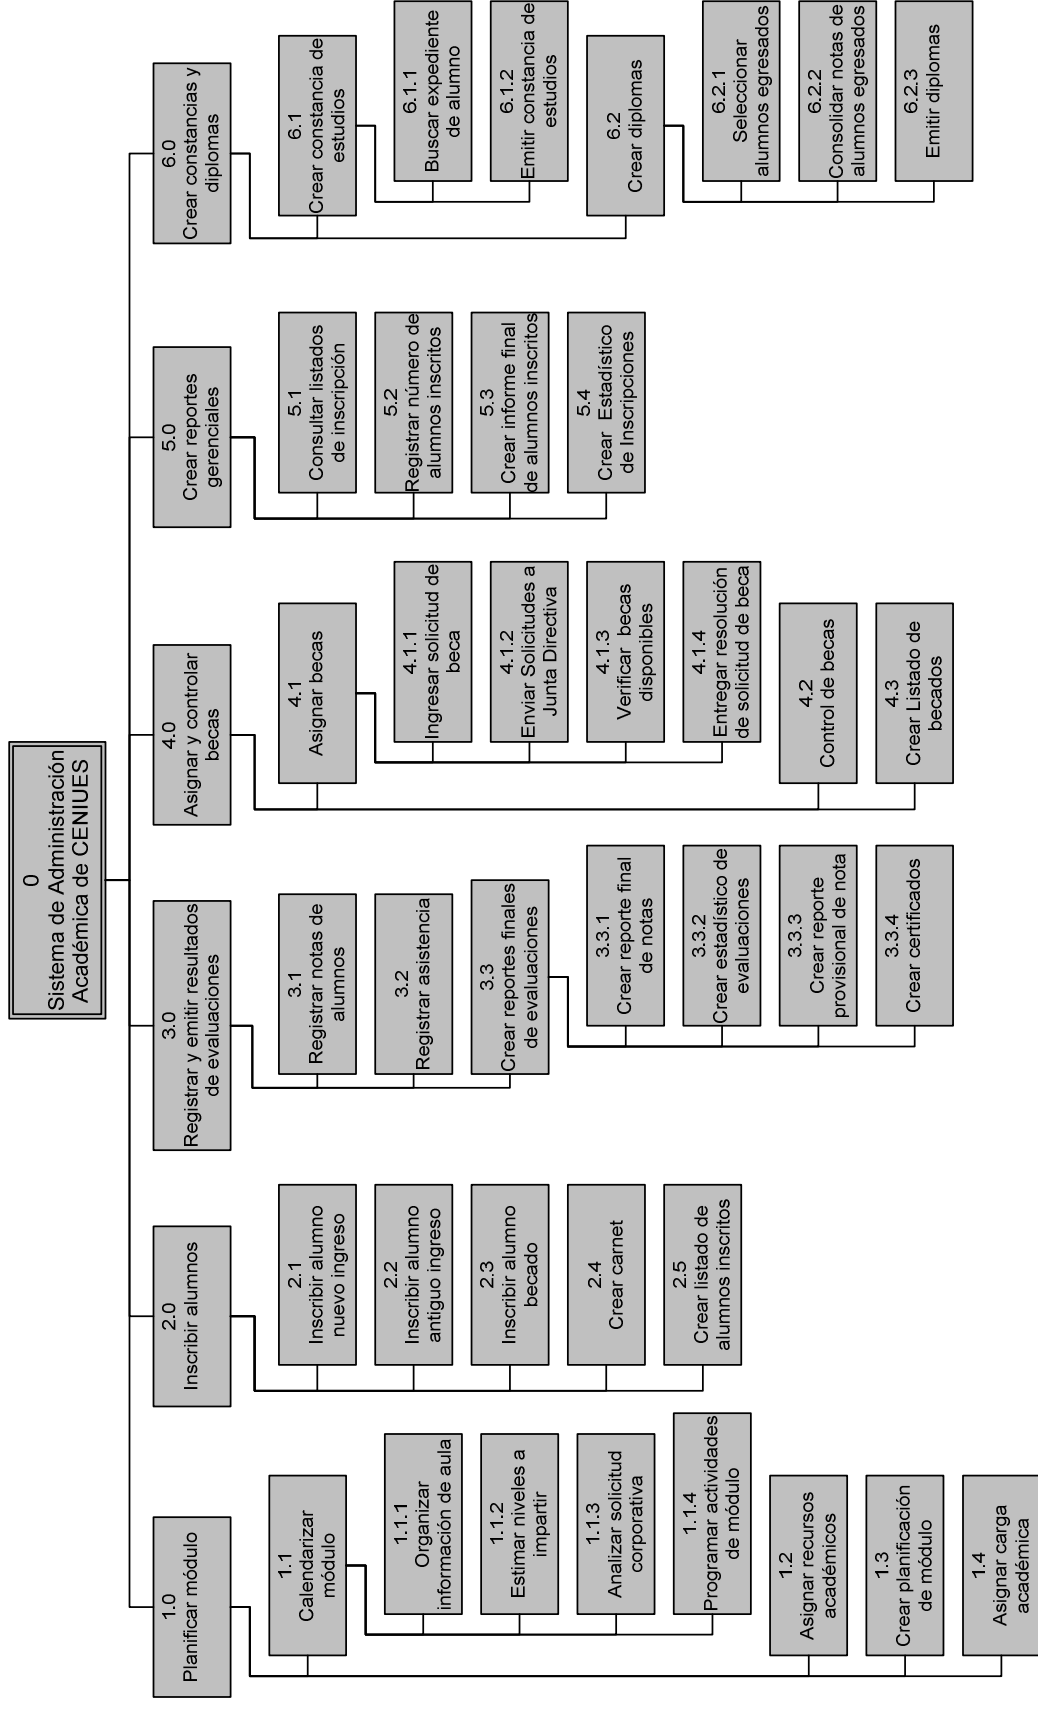 0
Sistema de Administración
Académica de CENIUES
1.0
Planificar módulo
1.1
Calendarizar
módulo
1.1.1
Organizar
información de aula
1.1.2
Estimar niveles a
impartir
1.1.3
Analizar solicitud
corporativa
1.1.4
Programar actividades
de módulo
1.2
Asignar recursos
académicos
1.3
Crear planificación
de módulo
1.4
Asignar carga
académica
2.0
Inscribir alumnos
2.1
Inscribir alumno
nuevo ingreso
2.2
Inscribir alumno
antiguo ingreso
2.3
Inscribir alumno
becado
2.4
Crear carnet
2.5
Crear listado de
alumnos inscritos
3.0
Registrar y emitir resultados
de evaluaciones
3.1
Registrar notas de
alumnos
3.2
Registrar asistencia
3.3
Crear reportes finales
de evaluaciones
3.3.1
Crear reporte final
de notas
3.3.2
Crear estadístico de
evaluaciones
3.3.3
Crear reporte
provisional de nota
3.3.4
Crear certificados
4.0
Asignar y controlar
becas
4.1
Asignar becas
4.1.1
Ingresar solicitud de
beca
4.1.2
Enviar Solicitudes a
Junta Directiva
4.1.3
Verificar becas
disponibles
4.1.4
Entregar resolución
de solicitud de beca
4.2
Control de becas
4.3
Crear Listado de
becados
5.0
Crear reportes
gerenciales
5.1
Consultar listados
de inscripción
5.2
Registrar número de
alumnos inscritos
5.3
Crear informe final
de alumnos inscritos
5.4
Crear Estadístico
de Inscripciones
6.0
Crear constancias y
diplomas
6.1
Crear constancia de
estudios
6.1.1
Buscar expediente
de alumno
6.1.2
Emitir constancia de
estudios
6.2
Crear diplomas
6.2.1
Seleccionar
alumnos egresados
6.2.2
Consolidar notas de
alumnos egresados
6.2.3
Emitir diplomas